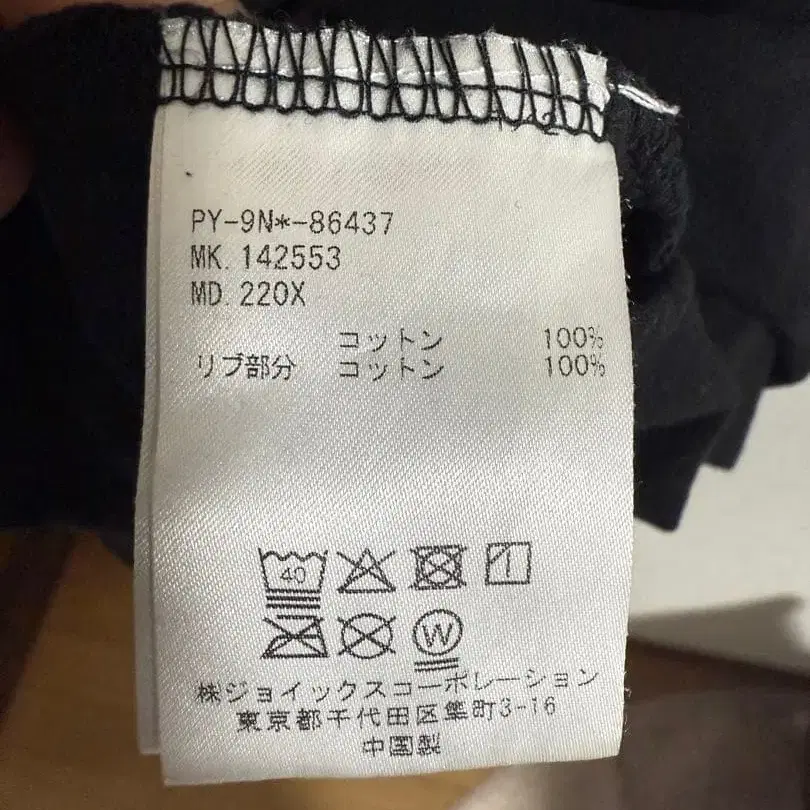 PY-9N*-86437
MK. 142553
MD. 220X
コットン 100%
リブ部分 コットン 100%
40
W
株ジョイックスコーポレーション
東京都千代田区隼町3-16
中国製